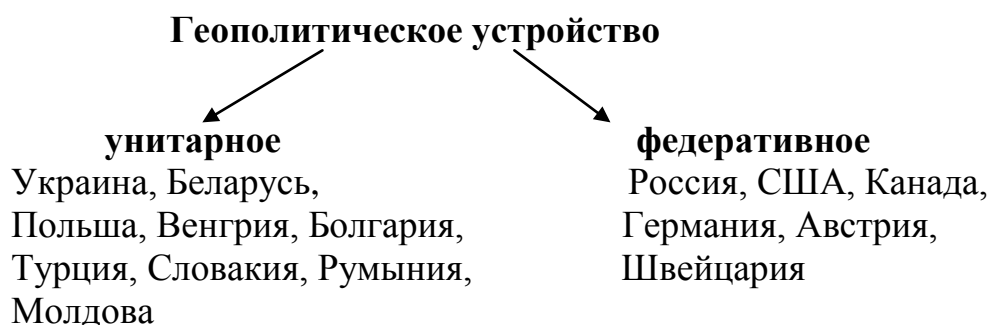 Геополитическое устройство
унитарное
Украина, Беларусь,
Польша, Венгрия, Болгария,
Турция, Словакия, Румыния,
Молдова
федеративное
Россия, США, Канада,
Германия, Австрия,
Швейцария